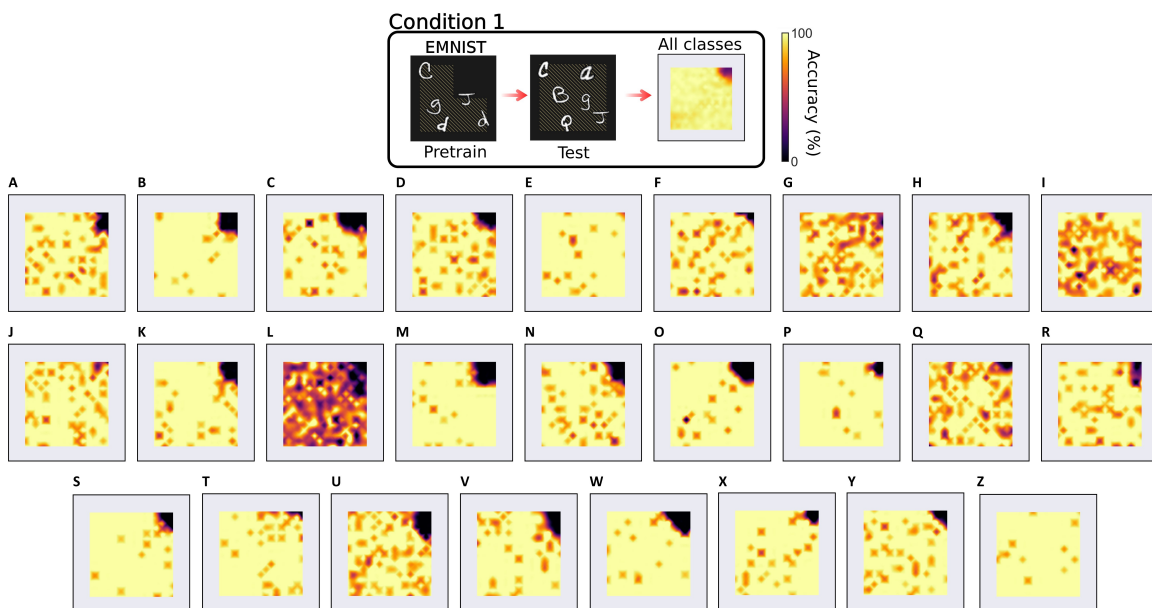 Condition 1
EMNIST
All classes
C
g
J
d
d
C
a
B
g
J
Q
Pretrain
Test
100
0
Accuracy (%)
A B C D E F G H I
J K L M N O P Q R
S T U V W X Y Z